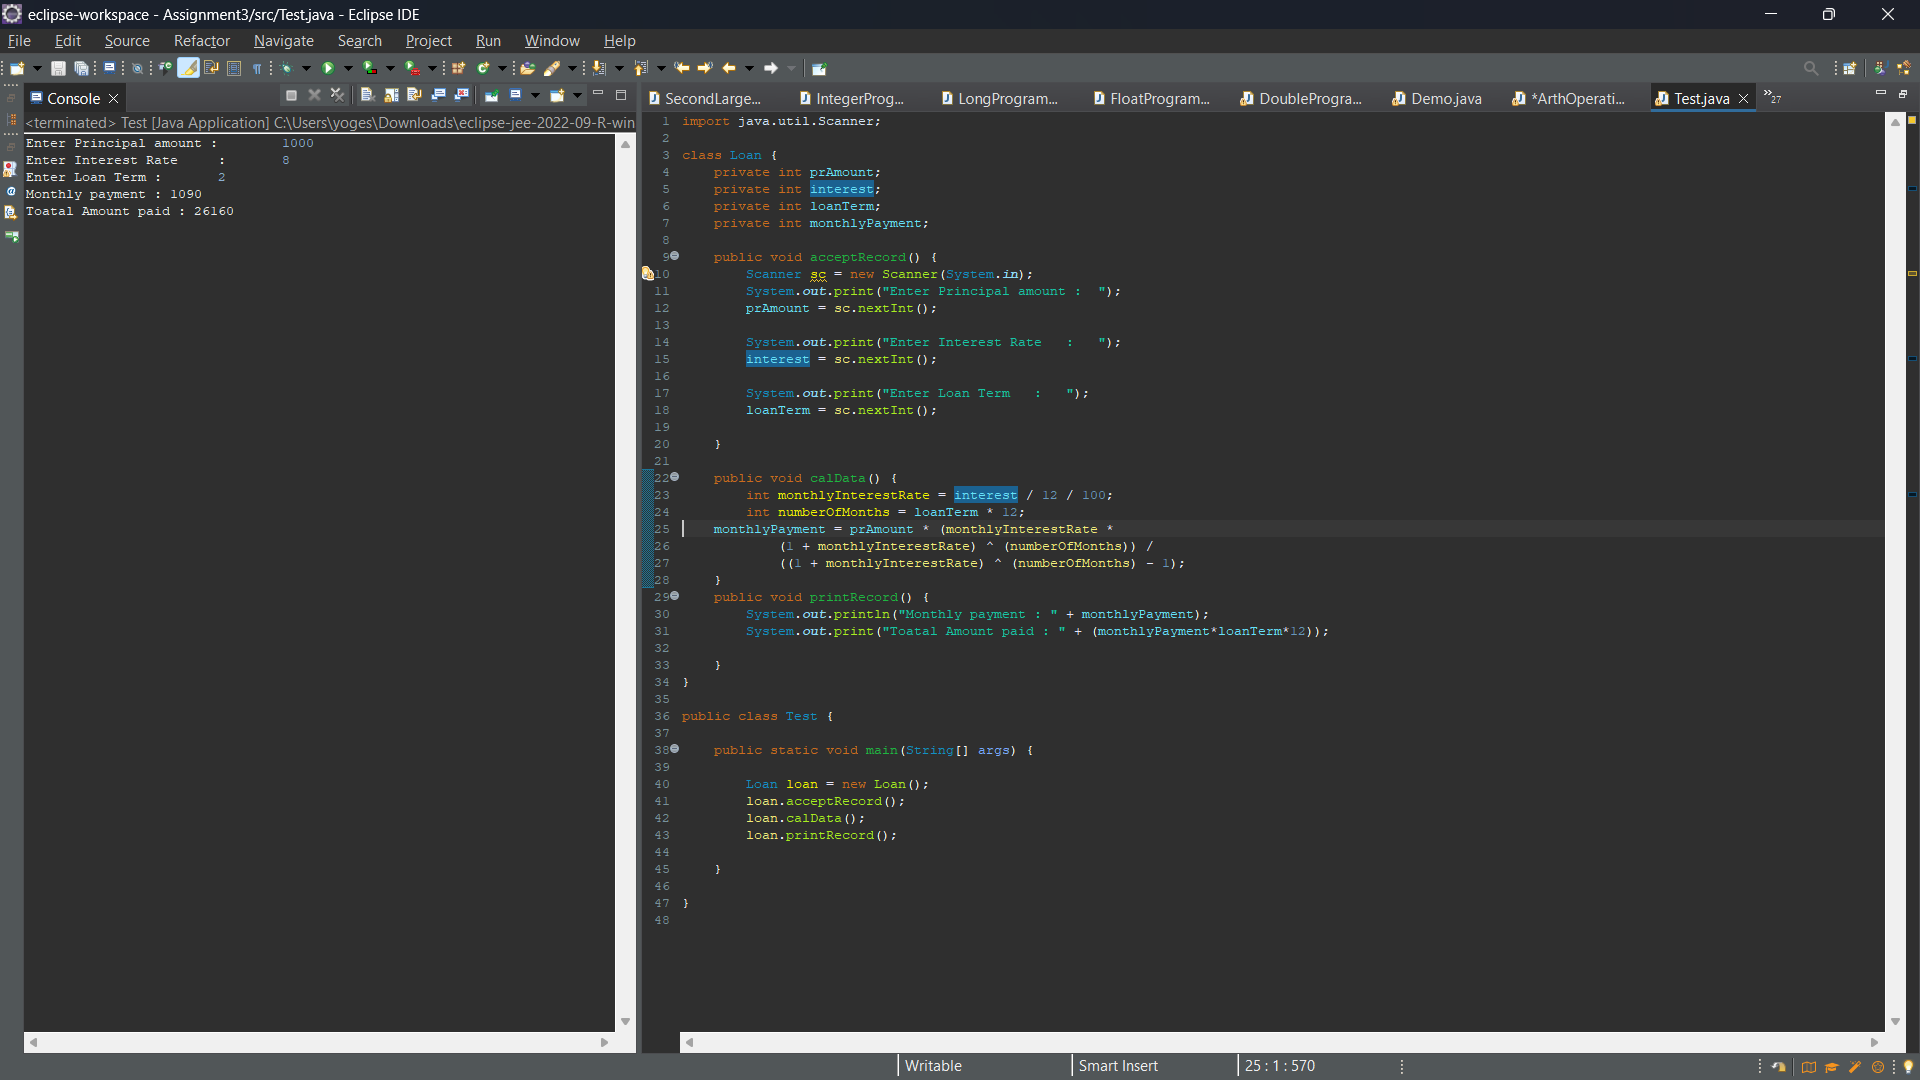 eclipse-workspace - Assignment3/src/Test.java - Eclipse IDE
File Edit Source Refactor Navigate Search Project Run Window Help
Console
<terminated> Test [Java Application] C:\Users\yoges\Downloads\eclipse-jee-2022-09-R-win
Enter Principal amount : 1000
Enter Interest Rate : 8
Enter Loan Term : 2
Monthly payment : 1090
Toatal Amount paid : 26160
SecondLarge... IntegerProg... LongProgram... FloatProgram... DoubleProgra... Demo.java *ArthOperati... Test.java »27
1 import java.util.Scanner;
2
3 class Loan {
4 private int prAmount;
5 private int interest;
6 private int loanTerm;
7 private int monthlyPayment;
8
9 public void acceptRecord() {
10 Scanner sc = new Scanner(System.in);
11 System.out.print("Enter Principal amount :  ");
12 prAmount = sc.nextInt();
13
14 System.out.print("Enter Interest Rate   :   ");
15 interest = sc.nextInt();
16
17 System.out.print("Enter Loan Term   :   ");
18 loanTerm = sc.nextInt();
19
20 }
21
22 public void calData() {
23 int monthlyInterestRate = interest / 12 / 100;
24 int numberOfMonths = loanTerm * 12;
25 monthlyPayment = prAmount * (monthlyInterestRate *
26 (1 + monthlyInterestRate) ^ (numberOfMonths)) /
27 ((1 + monthlyInterestRate) ^ (numberOfMonths) - 1);
28 }
29 public void printRecord() {
30 System.out.println("Monthly payment : " + monthlyPayment);
31 System.out.print("Toatal Amount paid : " + (monthlyPayment*loanTerm*12));
32
33 }
34 }
35
36 public class Test {
37
38 public static void main(String[] args) {
39
40 Loan loan = new Loan();
41 loan.acceptRecord();
42 loan.calData();
43 loan.printRecord();
44
45 }
46
47 }
48
Writable Smart Insert 25 : 1 : 570